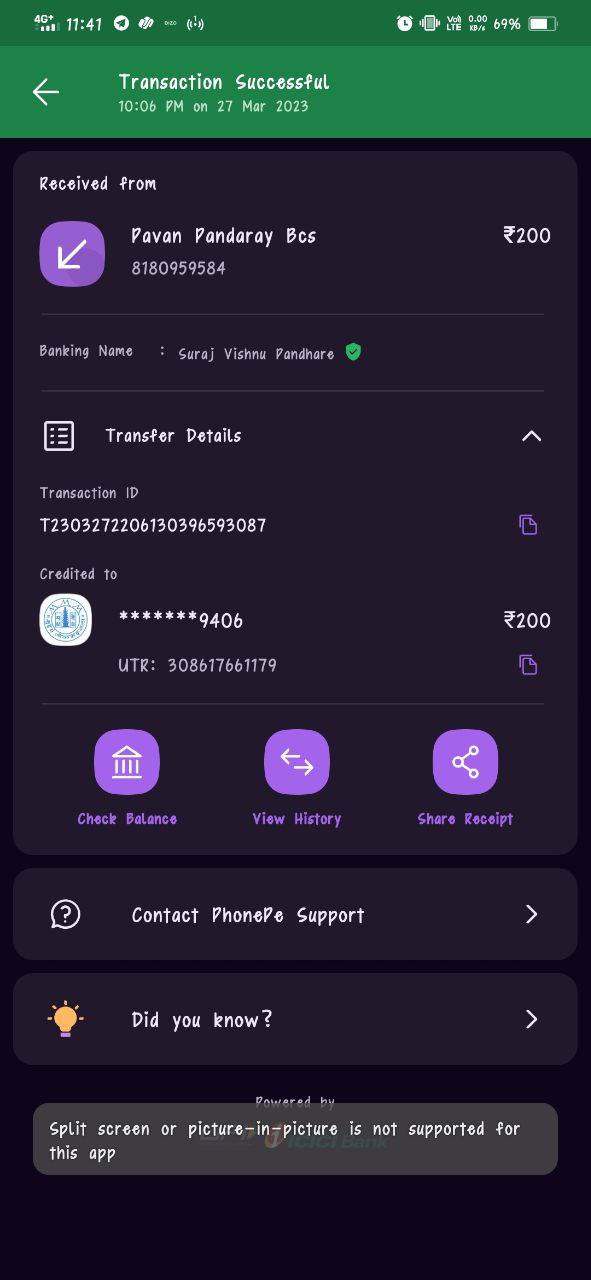 4G+ 11:41 DIZO Vo) LTE 0.00 KB/s 69%
Transaction Successful
10:06 PM on 27 Mar 2023
Received from
Pavan Pandaray Bcs ₹200
8180959584
Banking Name : Suraj Vishnu Pandhare
Transfer Details
Transaction ID
T2303272206130396593087
Credited to
*******9406 ₹200
UTR: 308617661179
Check Balance View History Share Receipt
Contact PhonePe Support
Did you know?
Powered by
ICICI Bank
Split screen or picture-in-picture is not supported for
this app